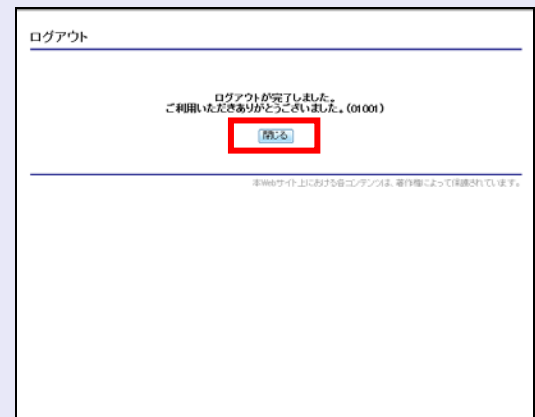 ログアウト
ログアウトが完了しました。
ご利用いただきありがとうございました。(01001)
閉じる
本Webサイト上における各コンテンツは、著作権によって保護されています。